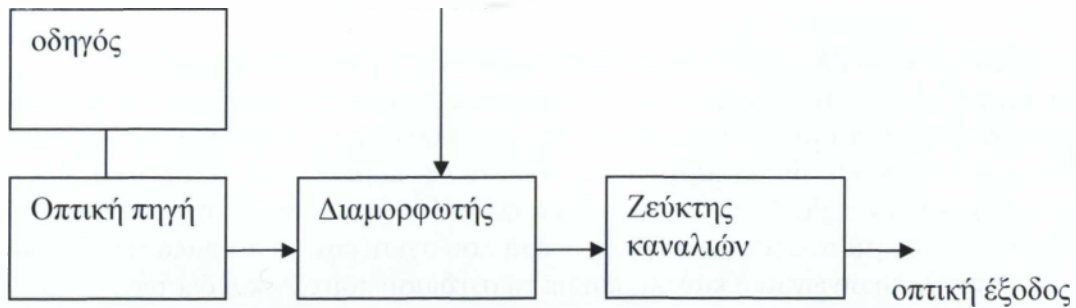 οδηγός
Οπτική πηγή
Διαμορφωτής
Ζεύκτης
καναλιών
οπτική έξοδος